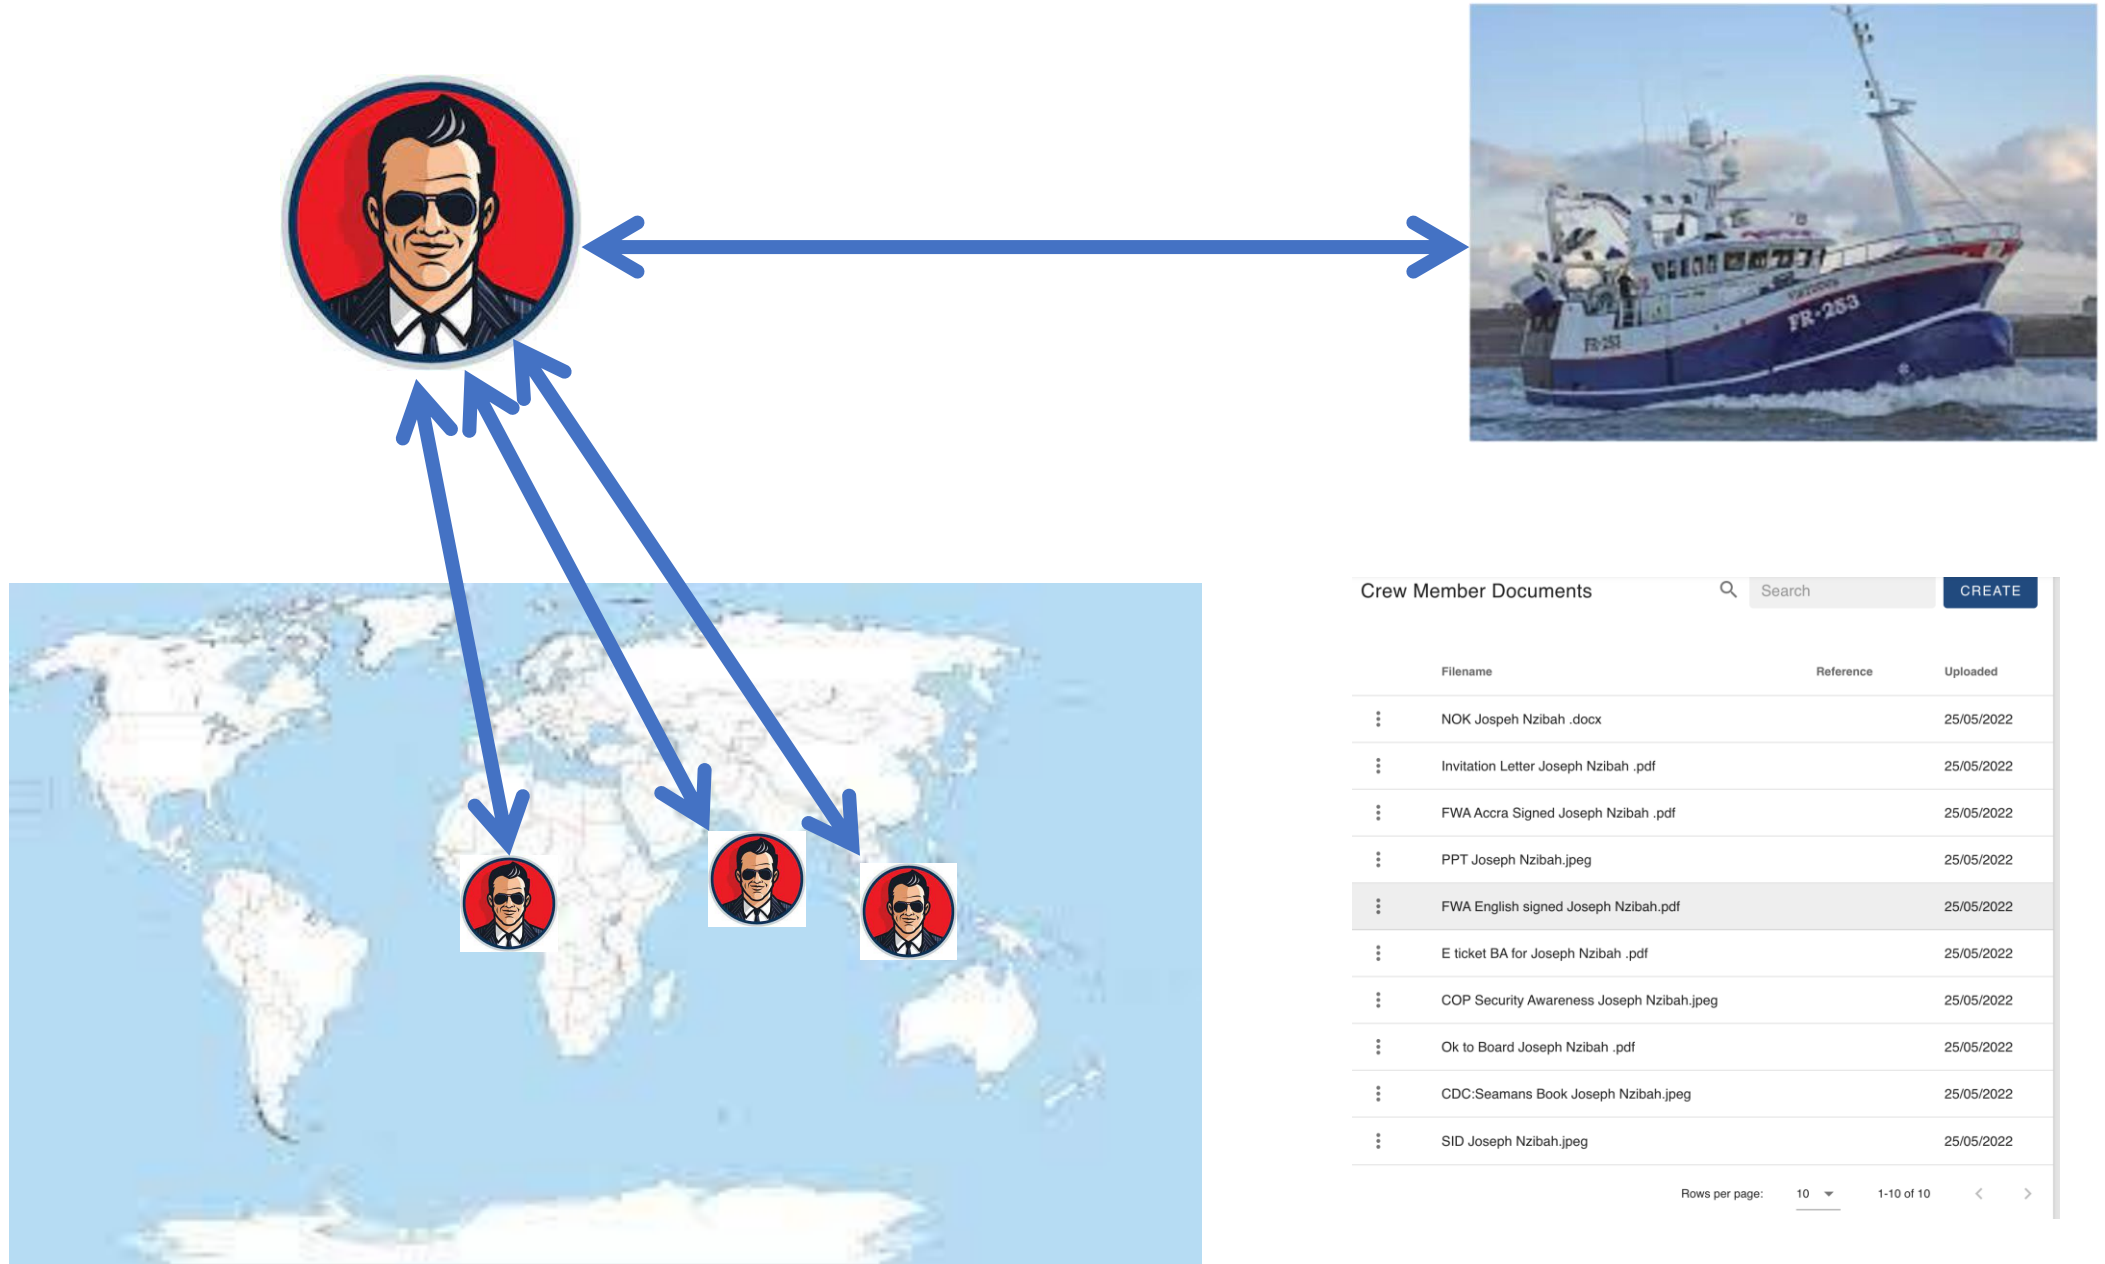 FR-253
FR-253
Crew Member Documents
Search
CREATE
Filename Reference Uploaded
NOK Jospeh Nzibah .docx 25/05/2022
Invitation Letter Joseph Nzibah .pdf 25/05/2022
FWA Accra Signed Joseph Nzibah .pdf 25/05/2022
PPT Joseph Nzibah.jpeg 25/05/2022
FWA English signed Joseph Nzibah.pdf 25/05/2022
E ticket BA for Joseph Nzibah .pdf 25/05/2022
COP Security Awareness Joseph Nzibah.jpeg 25/05/2022
Ok to Board Joseph Nzibah .pdf 25/05/2022
CDC:Seamans Book Joseph Nzibah.jpeg 25/05/2022
SID Joseph Nzibah.jpeg 25/05/2022
Rows per page: 10 1-10 of 10